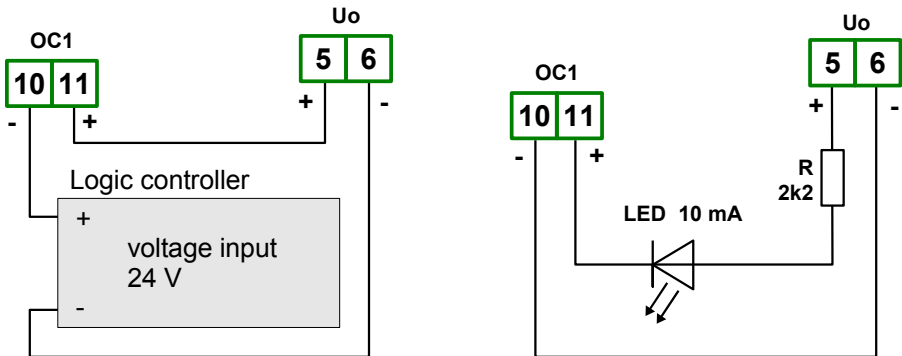 Uo
OC1
5 6
10 11
+ -
- +
Logic controller
+
voltage input
24 V
-
Uo
OC1
5 6
+ -
10 11
- +
R
2k2
LED 10 mA